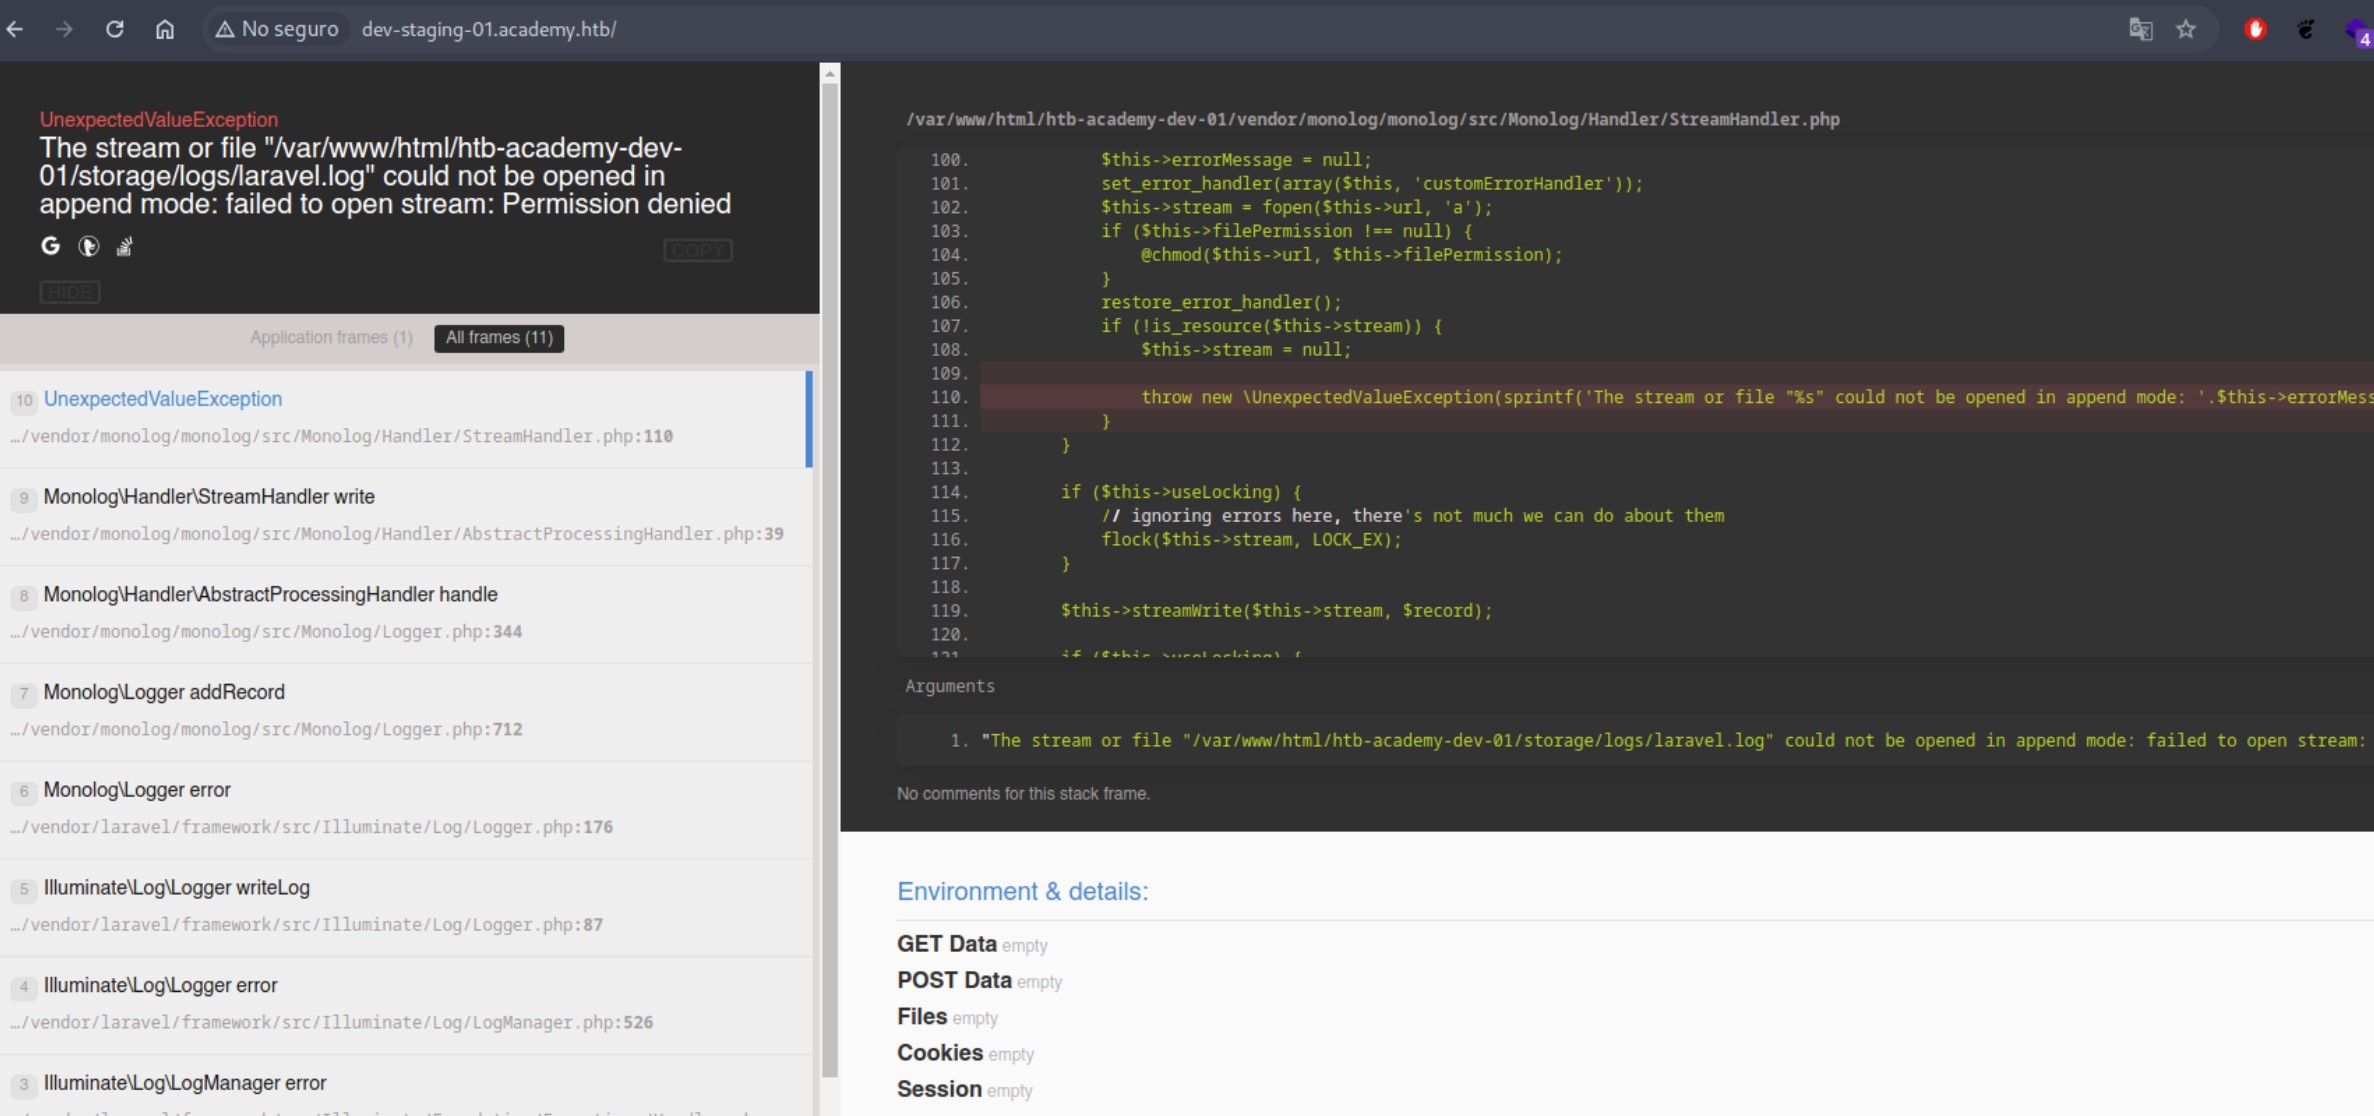 No seguro dev-staging-01.academy.htb/
4
UnexpectedValueException
The stream or file "/var/www/html/htb-academy-dev-
01/storage/logs/laravel.log" could not be opened in
append mode: failed to open stream: Permission denied
COPY
HIDE
Application frames (1) All frames (11)
10 UnexpectedValueException
…/vendor/monolog/monolog/src/Monolog/Handler/StreamHandler.php:110
9 Monolog\Handler\StreamHandler write
…/vendor/monolog/monolog/src/Monolog/Handler/AbstractProcessingHandler.php:39
8 Monolog\Handler\AbstractProcessingHandler handle
…/vendor/monolog/monolog/src/Monolog/Logger.php:344
7 Monolog\Logger addRecord
…/vendor/monolog/monolog/src/Monolog/Logger.php:712
6 Monolog\Logger error
…/vendor/laravel/framework/src/Illuminate/Log/Logger.php:176
5 Illuminate\Log\Logger writeLog
…/vendor/laravel/framework/src/Illuminate/Log/Logger.php:87
4 Illuminate\Log\Logger error
…/vendor/laravel/framework/src/Illuminate/Log/LogManager.php:526
3 Illuminate\Log\LogManager error
/var/www/html/htb-academy-dev-01/vendor/monolog/monolog/src/Monolog/Handler/StreamHandler.php
100. $this->errorMessage = null;
101. set_error_handler(array($this, 'customErrorHandler'));
102. $this->stream = fopen($this->url, 'a');
103. if ($this->filePermission !== null) {
104. @chmod($this->url, $this->filePermission);
105. }
106. restore_error_handler();
107. if (!is_resource($this->stream)) {
108. $this->stream = null;
109.
110. throw new \UnexpectedValueException(sprintf('The stream or file "%s" could not be opened in append mode: '.$this->errorMess
111. }
112. }
113.
114. if ($this->useLocking) {
115. // ignoring errors here, there's not much we can do about them
116. flock($this->stream, LOCK_EX);
117. }
118.
119. $this->streamWrite($this->stream, $record);
120.
121. if ($this->useLocking) {
Arguments
1. "The stream or file "/var/www/html/htb-academy-dev-01/storage/logs/laravel.log" could not be opened in append mode: failed to open stream:
No comments for this stack frame.
Environment & details:
GET Data empty
POST Data empty
Files empty
Cookies empty
Session empty